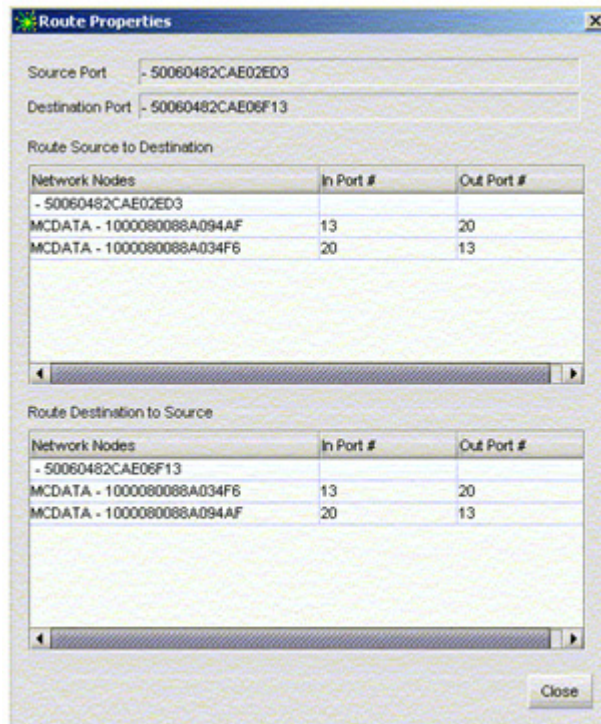 Route Properties
Source Port - 50060482CAE02ED3
Destination Port - 50060482CAE06F13
Route Source to Destination
Network Nodes In Port # Out Port #
- 50060482CAE02ED3
MCDATA - 1000080088A094AF 13 20
MCDATA - 1000080088A034F6 20 13
Route Destination to Source
Network Nodes In Port # Out Port #
- 50060482CAE06F13
MCDATA - 1000080088A034F6 13 20
MCDATA - 1000080088A094AF 20 13
Close